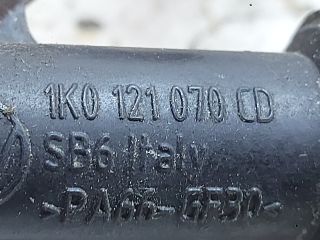 1K0 121 070 CD
SB6 Italy
>PA66-GF30<